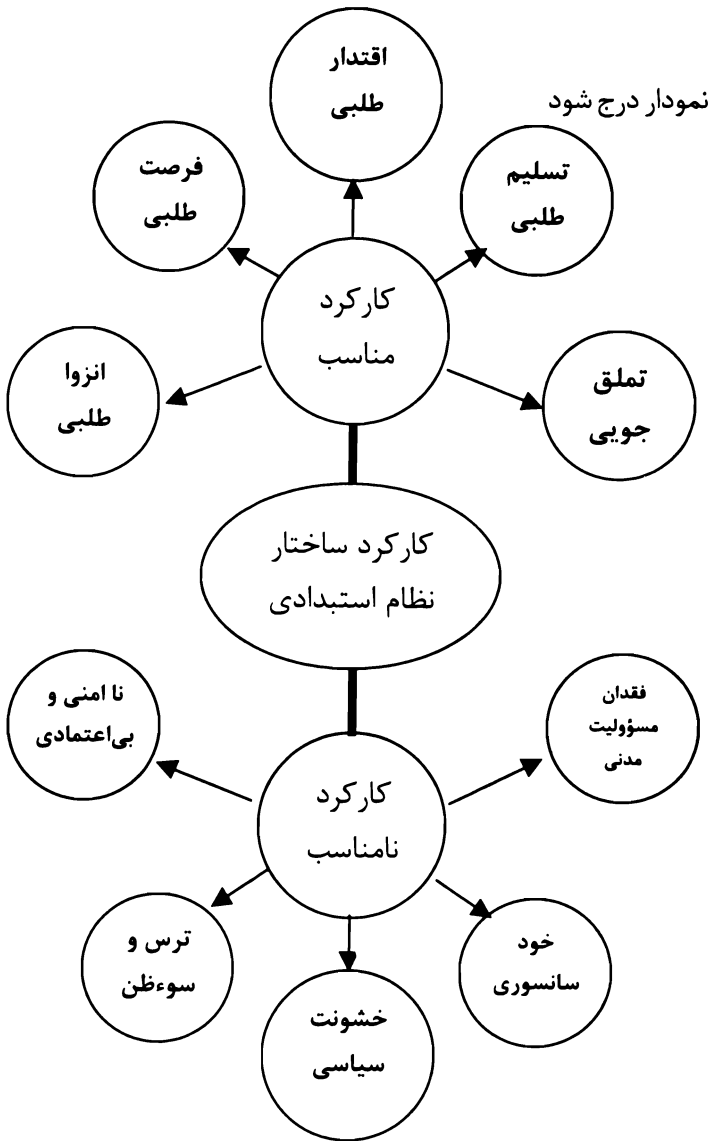 نمودار درج شود
اقتدار
طلبی
تسلیم
طلبی
فرصت
طلبی
کارکرد
مناسب
تملق
جویی
انزوا
طلبی
کارکرد ساختار
نظام استبدادی
فقدان
مسؤولیت
مدنی
نا امنی و
بی‌اعتمادی
کارکرد
نامناسب
خود
سانسوری
ترس و
سوءظن
خشونت
سیاسی